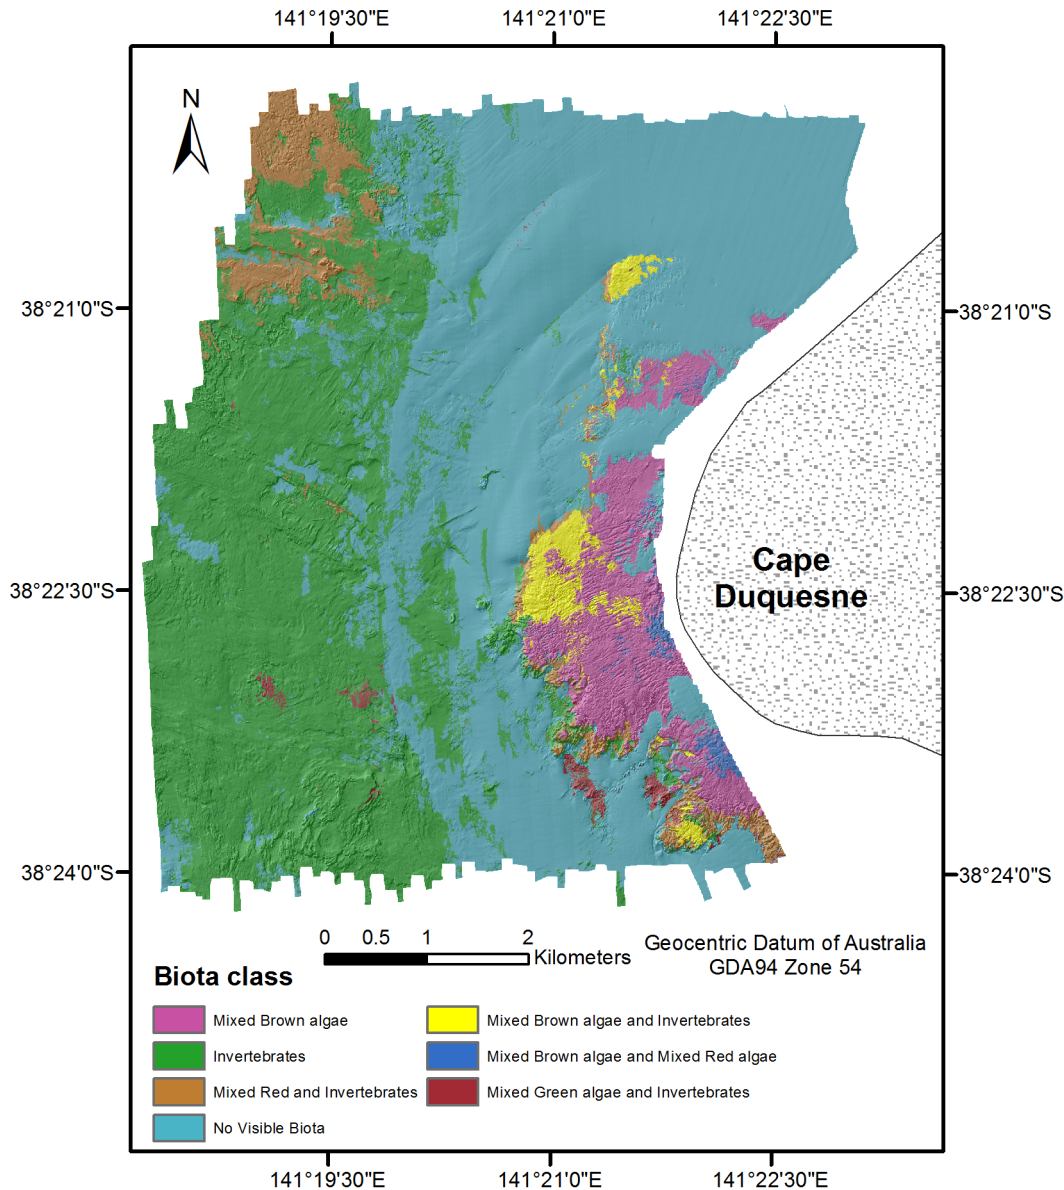 141°19'30"E 141°21'0"E 141°22'30"E
N
38°21'0"S 38°21'0"S
Cape
Duquesne
38°22'30"S 38°22'30"S
38°24'0"S 38°24'0"S
0 0.5 1 2
Kilometers
Geocentric Datum of Australia
GDA94 Zone 54
Biota class
Mixed Brown algae Mixed Brown algae and Invertebrates
Invertebrates Mixed Brown algae and Mixed Red algae
Mixed Red and Invertebrates Mixed Green algae and Invertebrates
No Visible Biota
141°19'30"E 141°21'0"E 141°22'30"E